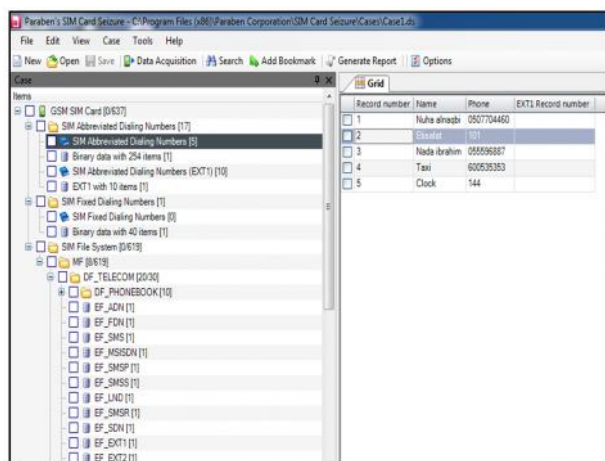 Paraben's SIM Card Seizure - C:\Program Files (x86)\Paraben Corporation\SIM Card Seizure\Cases\Case1.ds
File Edit View Case Tools Help
New Open Save Data Acquisition Search Add Bookmark Generate Report Options
Case
Items
GSM SIM Card [0/637]
SIM Abbreviated Dialing Numbers [17]
SIM Abbreviated Dialing Numbers [5]
Binary data with 254 items [1]
SIM Abbreviated Dialing Numbers (EXT1) [10]
EXT1 with 10 items [1]
SIM Fixed Dialing Numbers [1]
SIM Fixed Dialing Numbers [0]
Binary data with 40 items [1]
SIM File System [0/619]
MF [8/619]
DF_TELECOM [20/30]
DF_PHONEBOOK [10]
EF_ADN [1]
EF_FDN [1]
EF_SMS [1]
EF_MSISDN [1]
EF_SMSP [1]
EF_SMSS [1]
EF_LND [1]
EF_SMSR [1]
EF_SDN [1]
EF_EXT1 [1]
EF_EXT2 [1]
Grid
Record number Name Phone EXT1 Record number
1 Nuha alnaqbi 0507704460
2 Etisalat 101
3 Nada ibrahim 055596887
4 Taxi 600535353
5 Clock 144